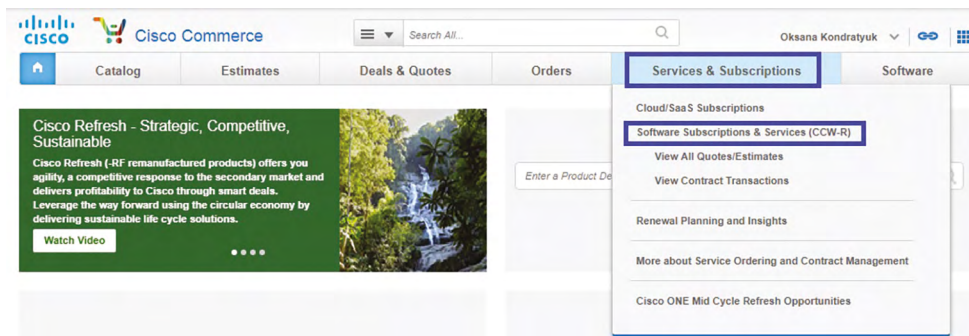 CISCO
Cisco Commerce
Search All...
Oksana Kondratyuk
Catalog
Estimates
Deals & Quotes
Orders
Services & Subscriptions
Software
Cisco Refresh - Strategic, Competitive,
Sustainable
Cisco Refresh (-RF remanufactured products) offers you
agility, a competitive response to the secondary market and
delivers profitability to Cisco through smart deals.
Leverage the way forward using the circular economy by
delivering sustainable life cycle solutions.
Watch Video
Enter a Product De
Cloud/SaaS Subscriptions
Software Subscriptions & Services (CCW-R)
View All Quotes/Estimates
View Contract Transactions
Renewal Planning and Insights
More about Service Ordering and Contract Management
Cisco ONE Mid Cycle Refresh Opportunities